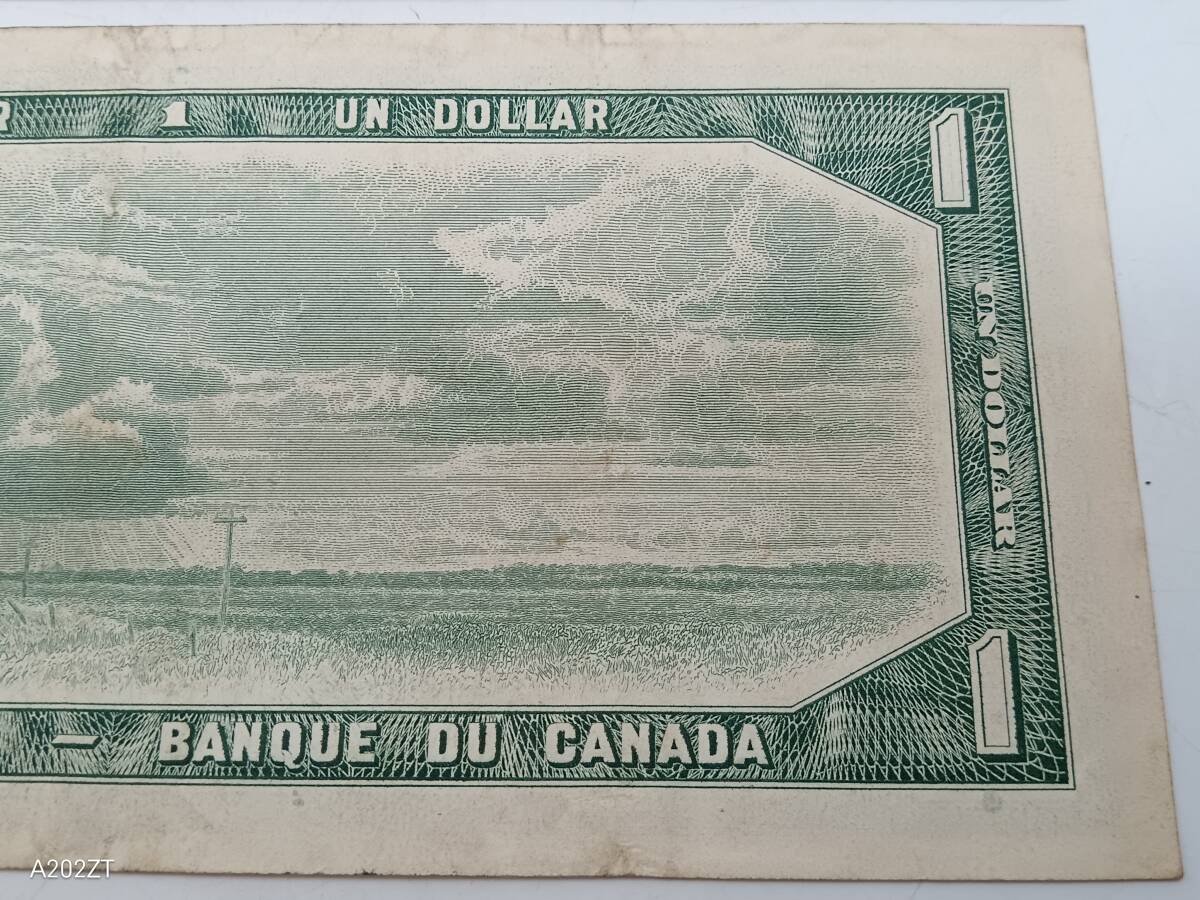 R 1 UN DOLLAR
1
UN DOLLAR
1
– BANQUE DU CANADA
A202ZT